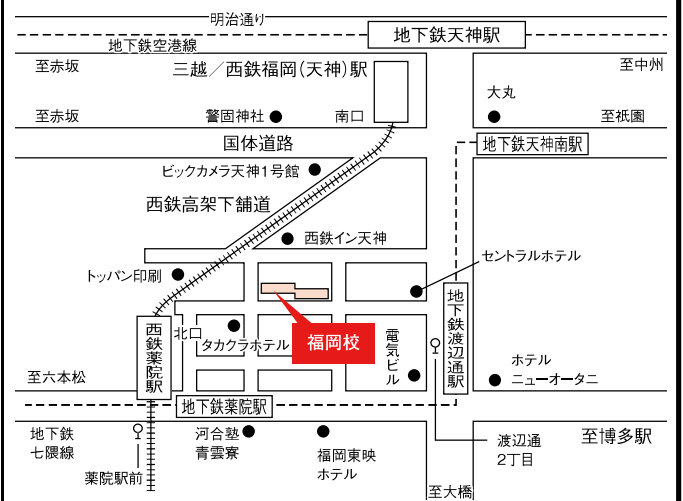 明治通り
地下鉄天神駅
地下鉄空港線
至赤坂
三越／西鉄福岡(天神)駅
至中州
大丸
至赤坂
警固神社
南口
至祇園
国体道路
地下鉄天神南駅
ビックカメラ天神1号館
西鉄高架下舗道
西鉄イン天神
セントラルホテル
トッパン印刷
地下鉄渡辺通駅
西鉄薬院駅
北口
タカクラホテル
福岡校
電気ビル
ホテル
ニューオータニ
至六本松
地下鉄薬院駅
地下鉄
七隈線
河合塾
青雲寮
福岡東映
ホテル
渡辺通
2丁目
至博多駅
薬院駅前
至大橋